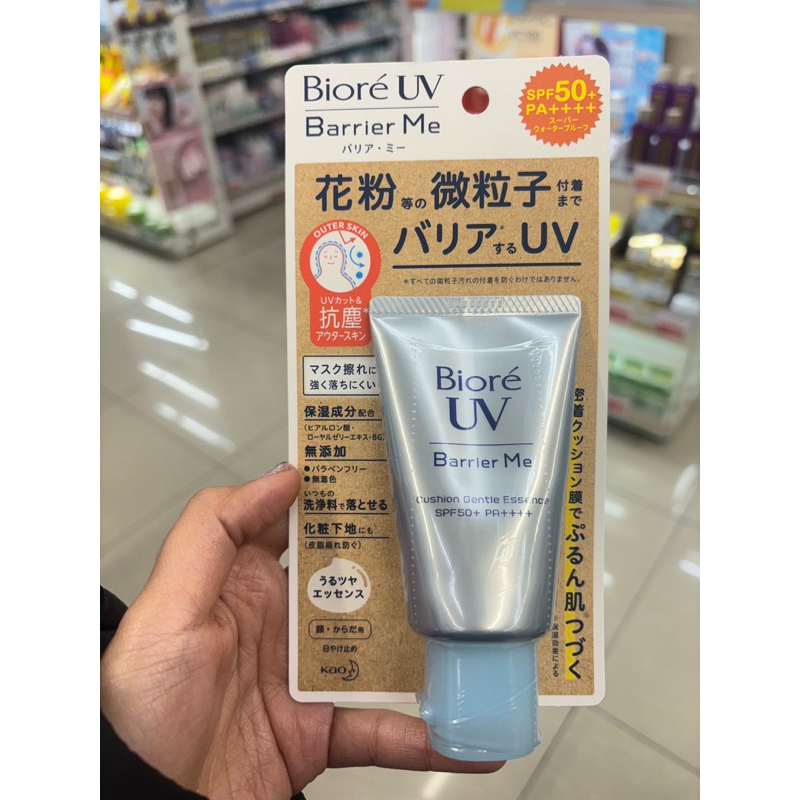 Bioré UV
Barrier Me
バリア・ミー
SPF50+
PA++++
スーパー
ウォータープルーフ
花粉等の微粒子付着まで
バリア*するUV
*すべての微粒子汚れの付着を防ぐわけではありません。
OUTER SKIN
UVカット&
抗塵*
アウタースキン
マスク擦れに
強く落ちにくい
保湿成分配合
(ヒアルロン酸・
ローヤルゼリーエキス・BG)
無添加
●パラベンフリー
●無着色
いつもの
洗浄料で落とせる
化粧下地にも
(皮脂崩れ防ぐ)
うるツヤ
エッセンス
顔・からだ用
日やけ止め
Kao
Bioré
UV
Barrier Me
Cushion Gentle Essence
SPF50+ PA++++
密着クッション膜でぷるん肌*つづく
*保湿効果による